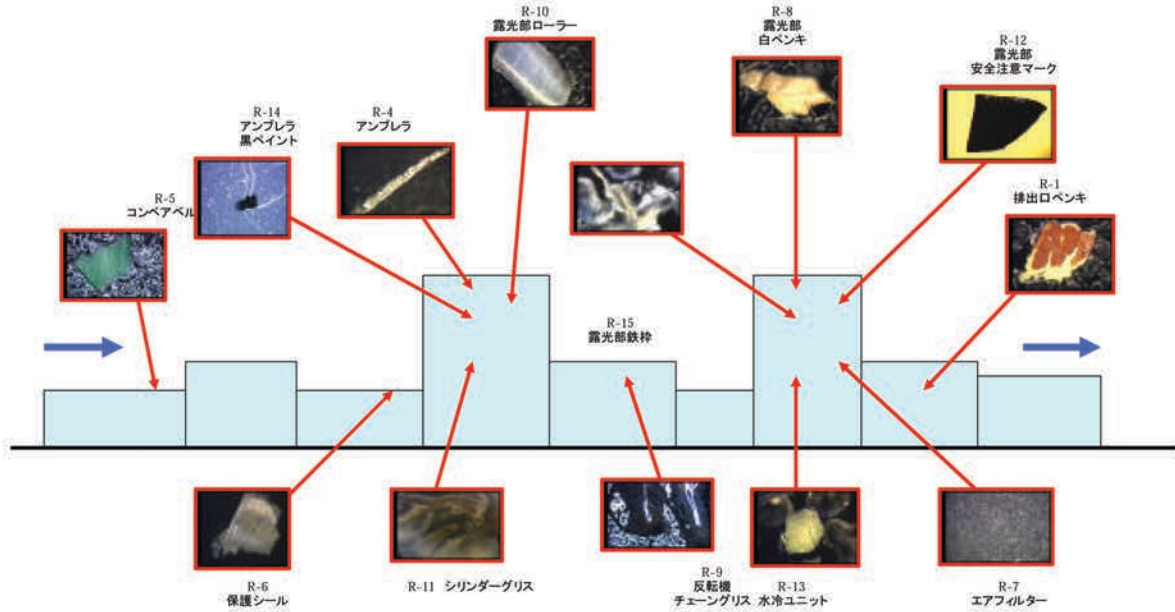 R-10
露光部ローラー
R-8
露光部
白ペンキ
R-12
露光部
安全注意マーク
R-14
アンブレラ
黒ペイント
R-4
アンブレラ
R-5
コンベアベル
R-1
排出口ペンキ
R-15
露光部鉄枠
R-6
保護シール
R-11 シリンダーグリス
R-9
反転機
チェーングリス
R-13
水冷ユニット
R-7
エアフィルター